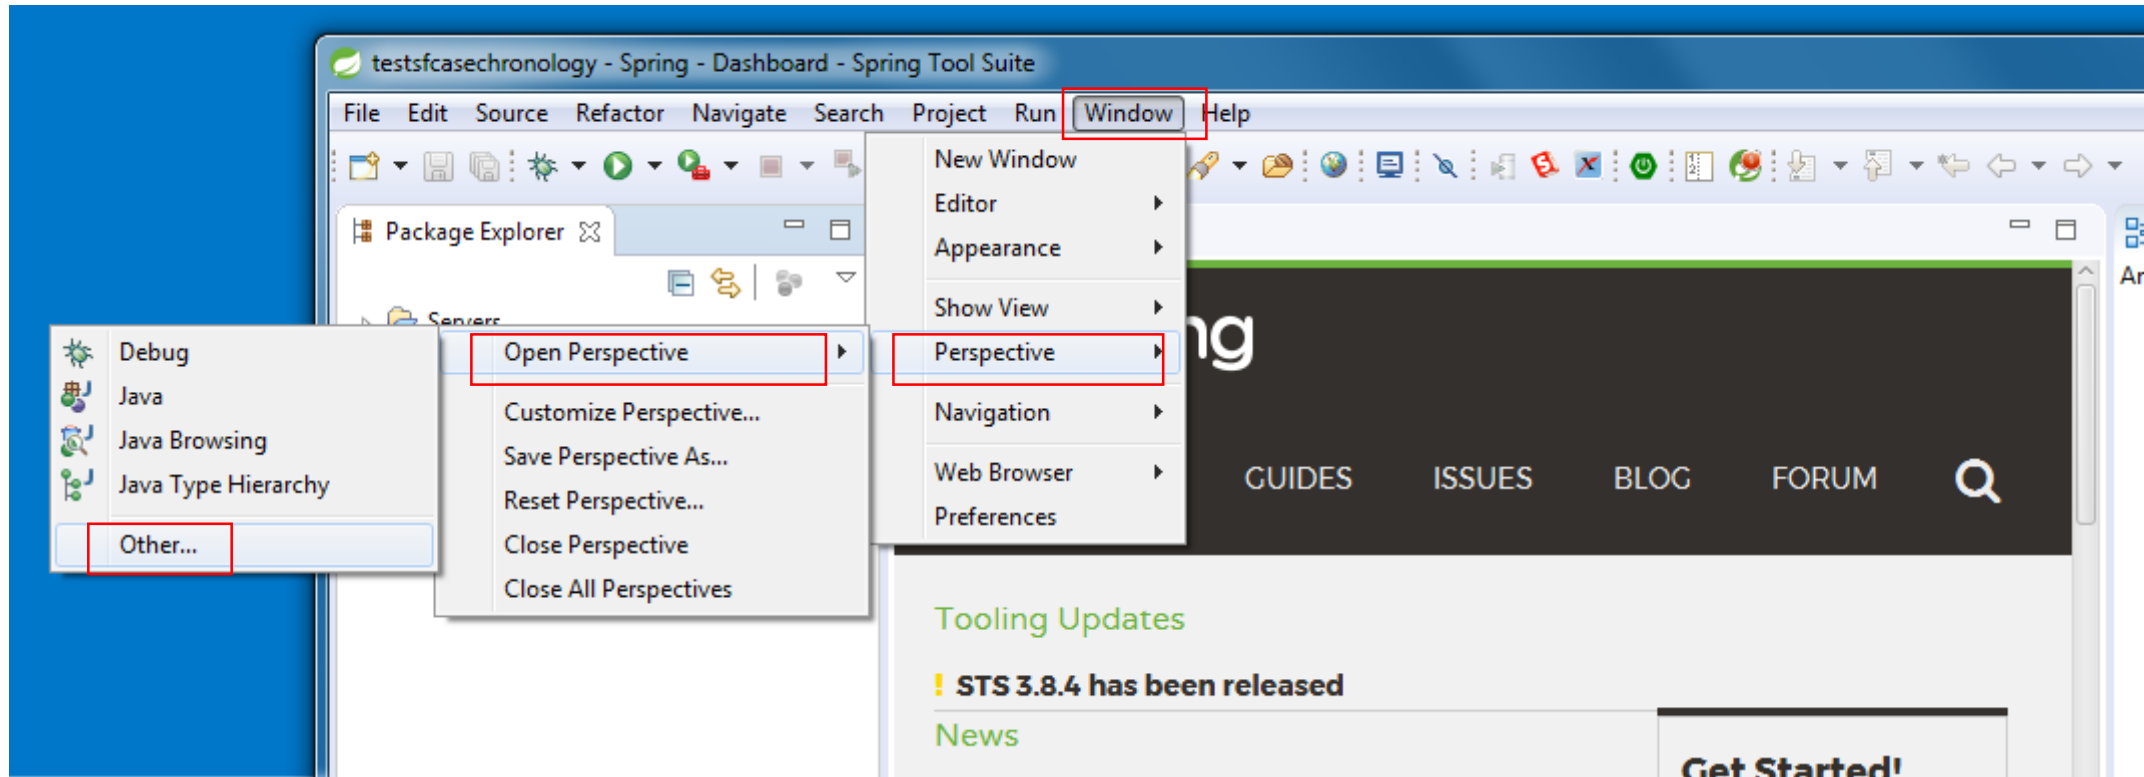 testsfcasechronology - Spring - Dashboard - Spring Tool Suite
File Edit Source Refactor Navigate Search Project Run Window Help
Package Explorer
Servers
New Window
Editor
Appearance
Show View
Perspective
Navigation
Web Browser
Preferences
Open Perspective
Customize Perspective...
Save Perspective As...
Reset Perspective...
Close Perspective
Close All Perspectives
Debug
Java
Java Browsing
Java Type Hierarchy
Other...
ng
GUIDES ISSUES BLOG FORUM
Tooling Updates
! STS 3.8.4 has been released
News
Get Started!